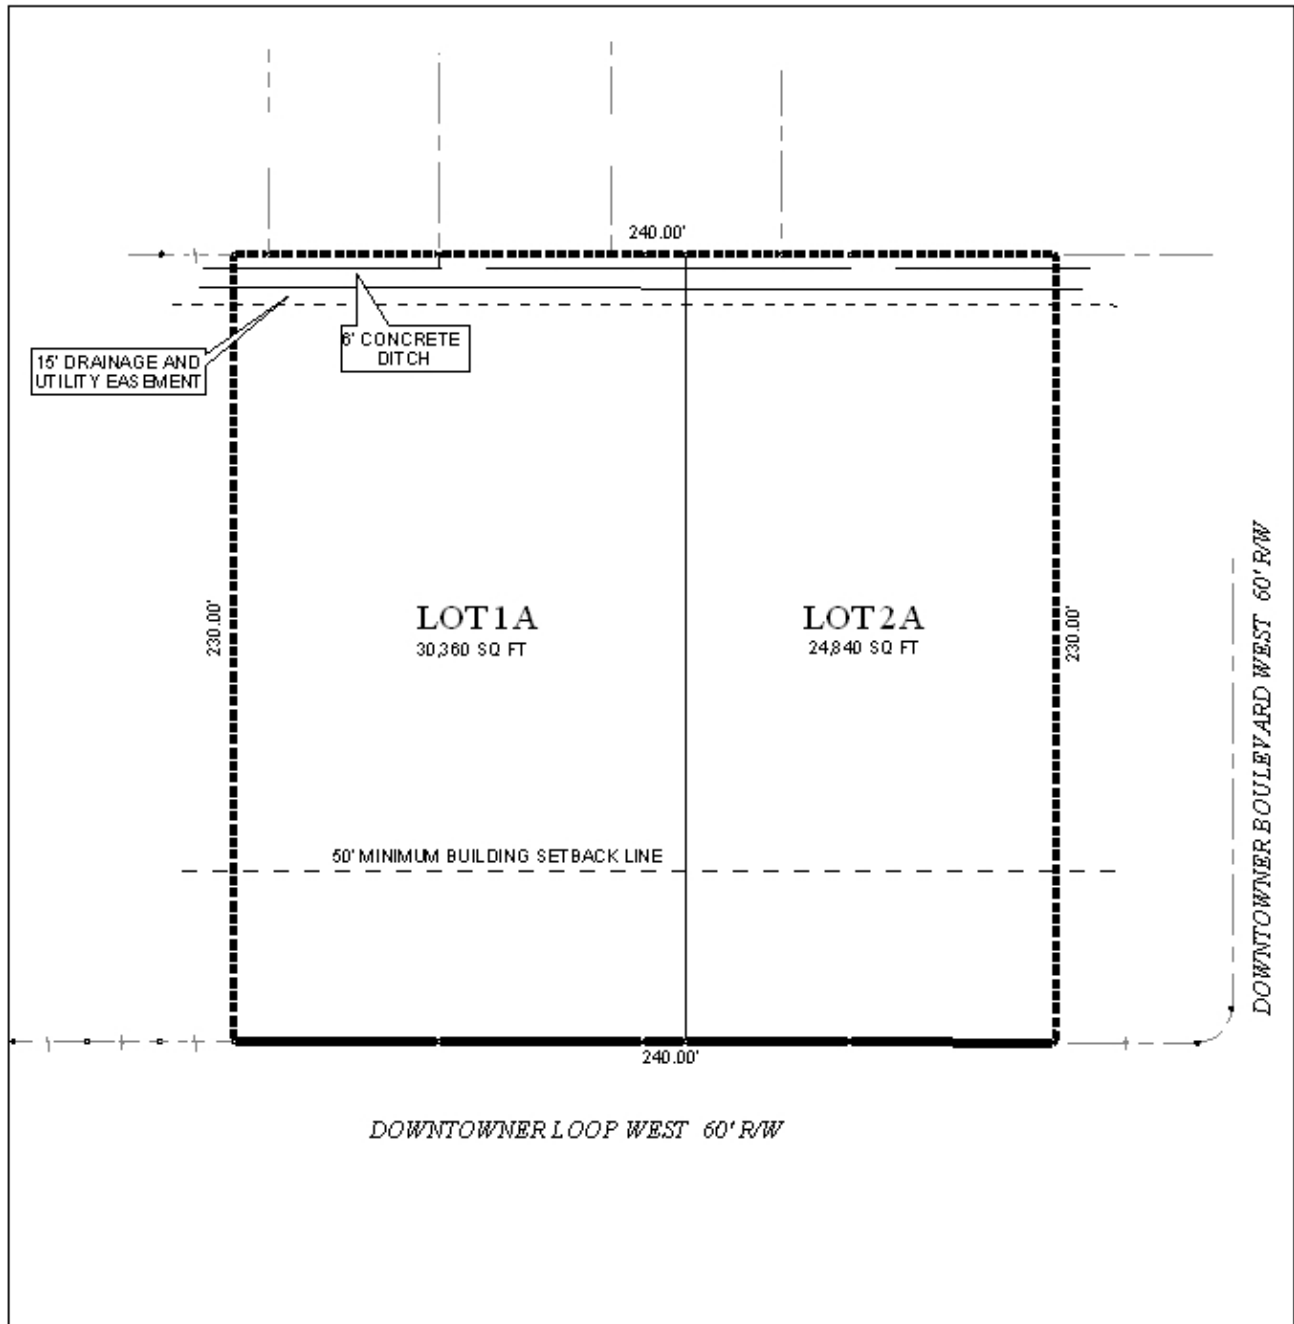 240.00'
6' CONCRETE
DITCH
15' DRAINAGE AND
UTILITY EASEMENT
230.00'
LOT 1A
30,360 SQ FT
LOT 2A
24,840 SQ FT
230.00'
DOWNTOWNER BOULEVARD WEST 60' R/W
50' MINIMUM BUILDING SETBACK LINE
240.00'
DOWNTOWNER LOOP WEST 60' R/W